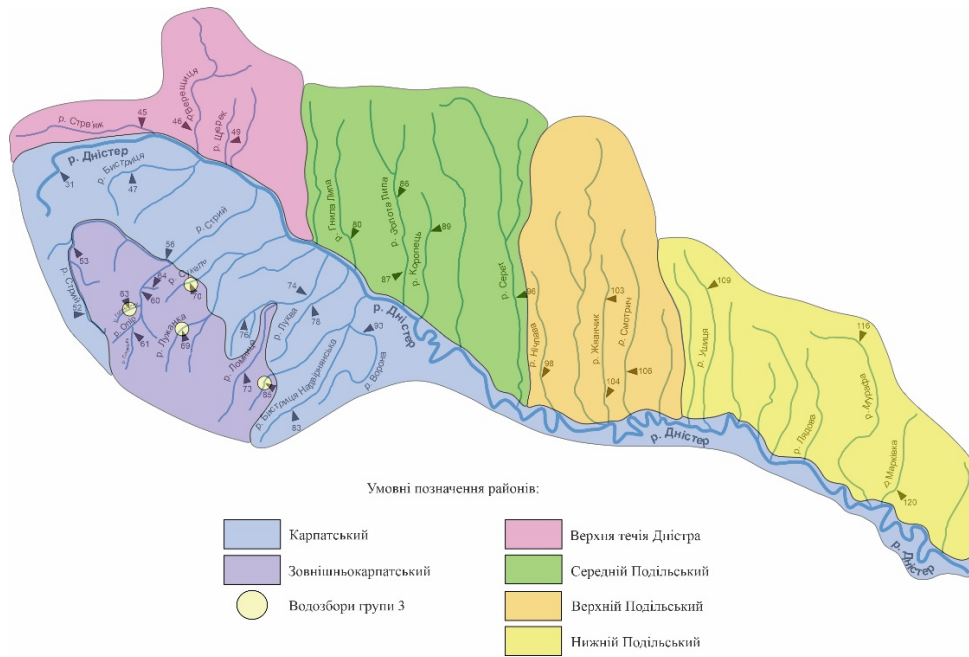 р. Стрв'яж
45
46
р.Верещиця
р. Щерек
49
р. Дністер
р. Бистриця
31
47
р. Стрий
56
53
р. Стрий
52
64
р. Сукель
63
60
70
р. Опір
61
р. Лужанка
69
74
р. Луква
78
76
р. Ломниця
73
85
р. Бистриця Надвірнянська
83
93
р. Ворона
р. Дністер
р. Гнила Липа
80
р. Золота Липа
86
87
р. Коропець
89
р. Серет
96
р. Нічлава
98
р. Жванчик
103
104
р. Смотрич
106
р. Дністер
р. Ушиця
109
р. Лядова
р. Мурафа
116
р. Марківка
120
р. Дністер
Умовні позначення районів:
Карпатський
Зовнішньокарпатський
Водозбори групи 3
Верхня течія Дністра
Середній Подільський
Верхній Подільський
Нижній Подільський